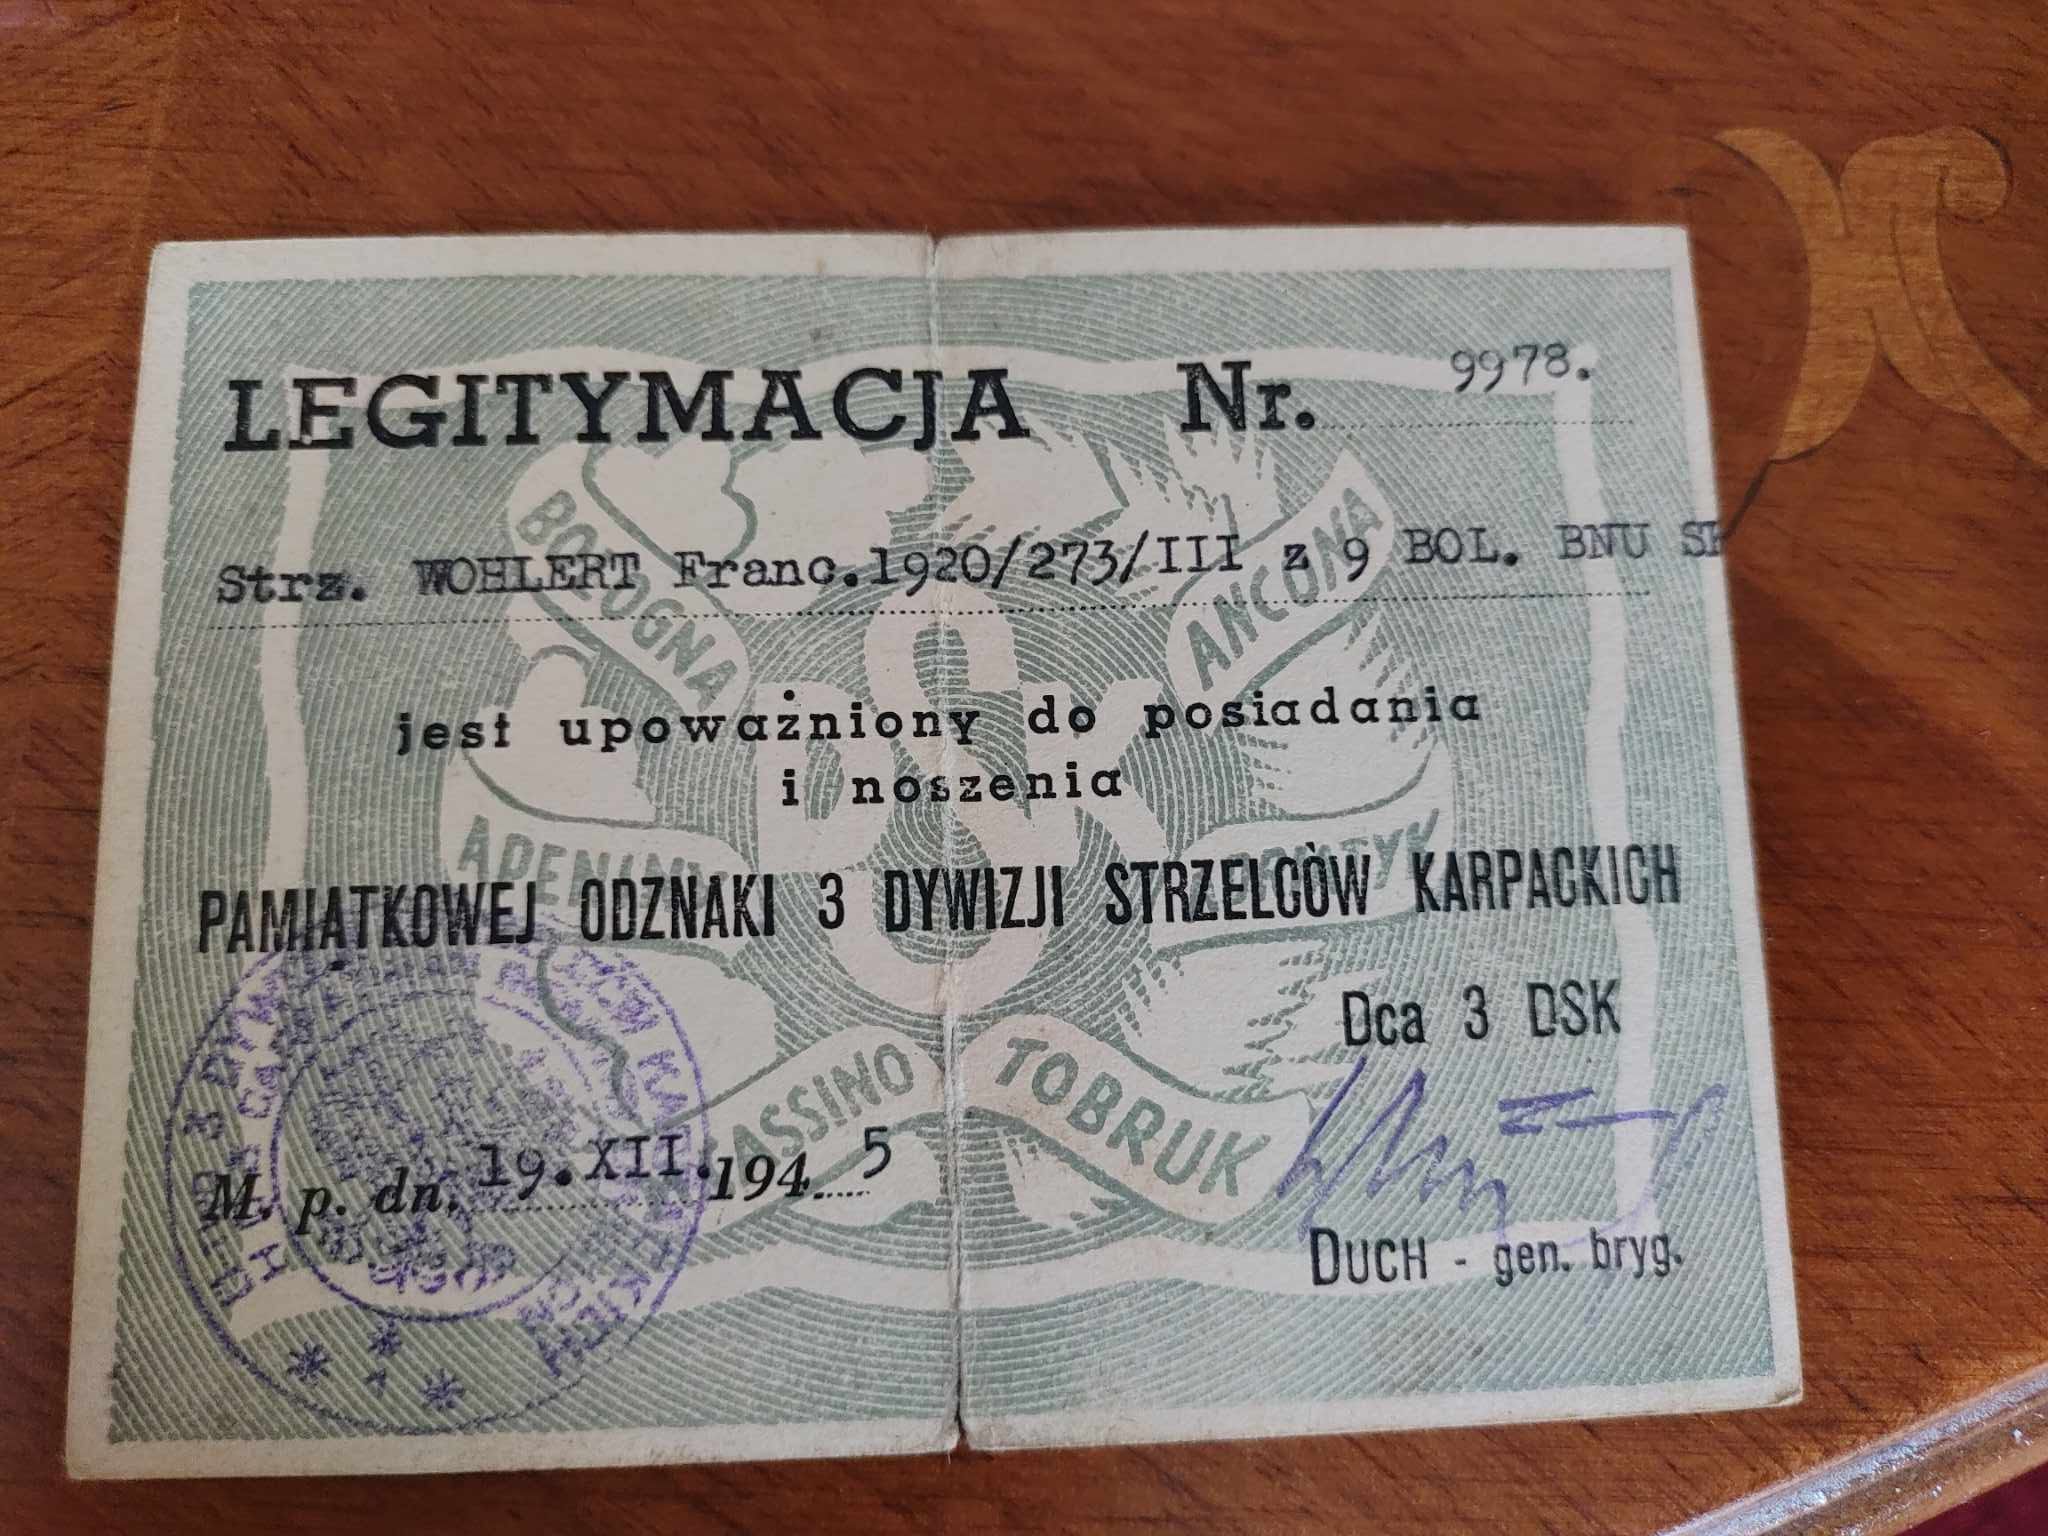 LEGITYMACJA Nr. 9978.
Strz. WOHLERT Franc.1920/273/III z 9 BOL. BNU
BOLOGNA
ANCONA
jest upoważniony do posiadania
i noszenia
DSK
PAMIĄTKOWEJ ODZNAKI 3 DYWIZJI STRZELCÓW KARPACKICH
Dca 3 DSK
CASSINO
TOBRUK
M. p. dn. 19.XII.1945
DUCH - gen. bryg.